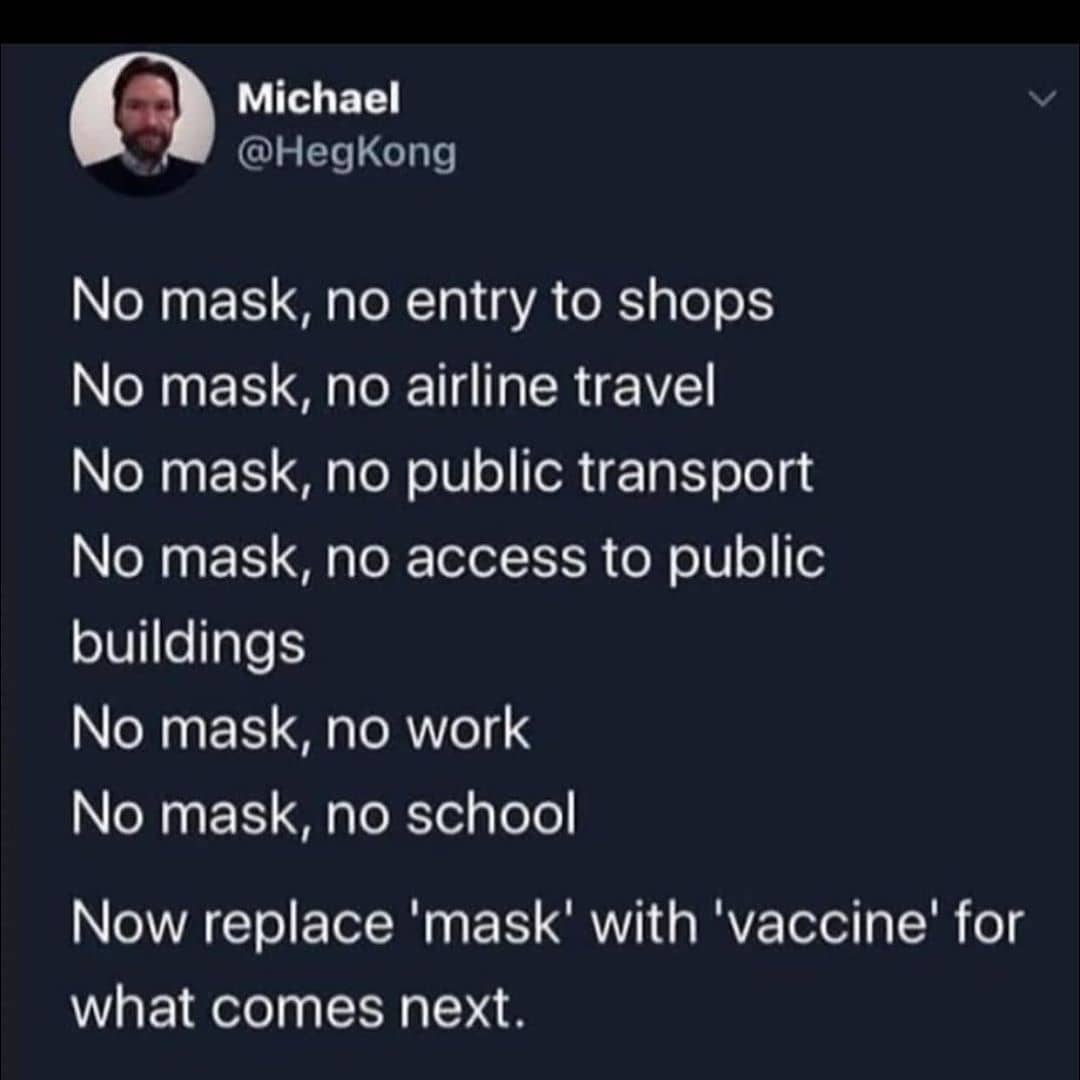 Michael
@HegKong
No mask, no entry to shops
No mask, no airline travel
No mask, no public transport
No mask, no access to public
buildings
No mask, no work
No mask, no school
Now replace 'mask' with 'vaccine' for
what comes next.